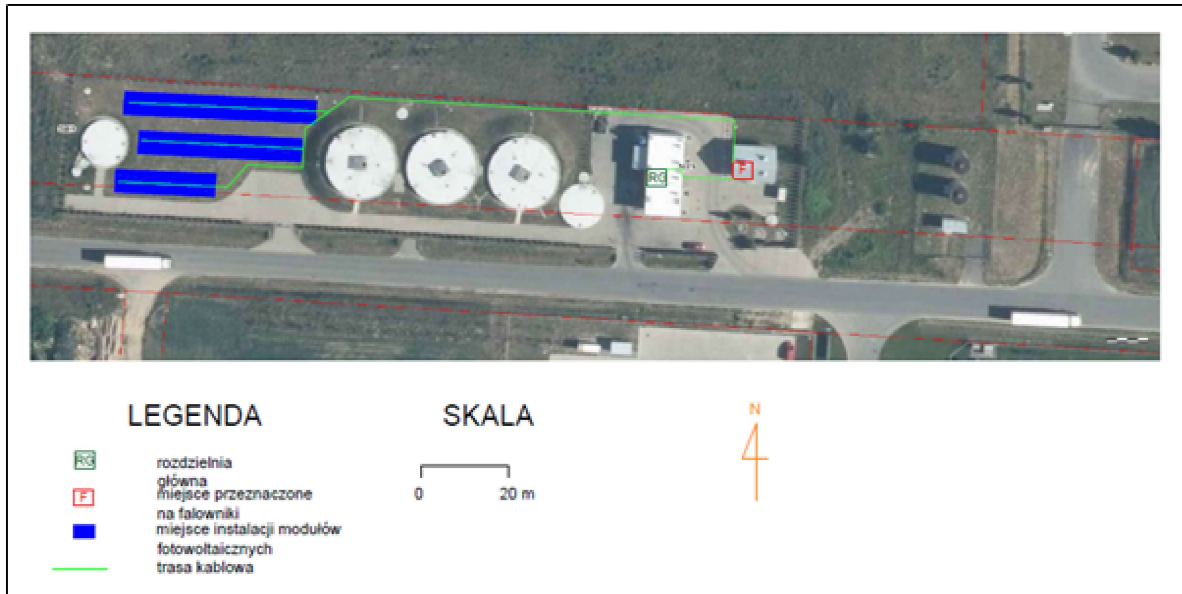 RG
F
LEGENDA
SKALA
N
RG
rozdzielnia
główna
F
miejsce przeznaczone
na falowniki
miejsce instalacji modułów
fotowoltaicznych
trasa kablowa
0 20 m